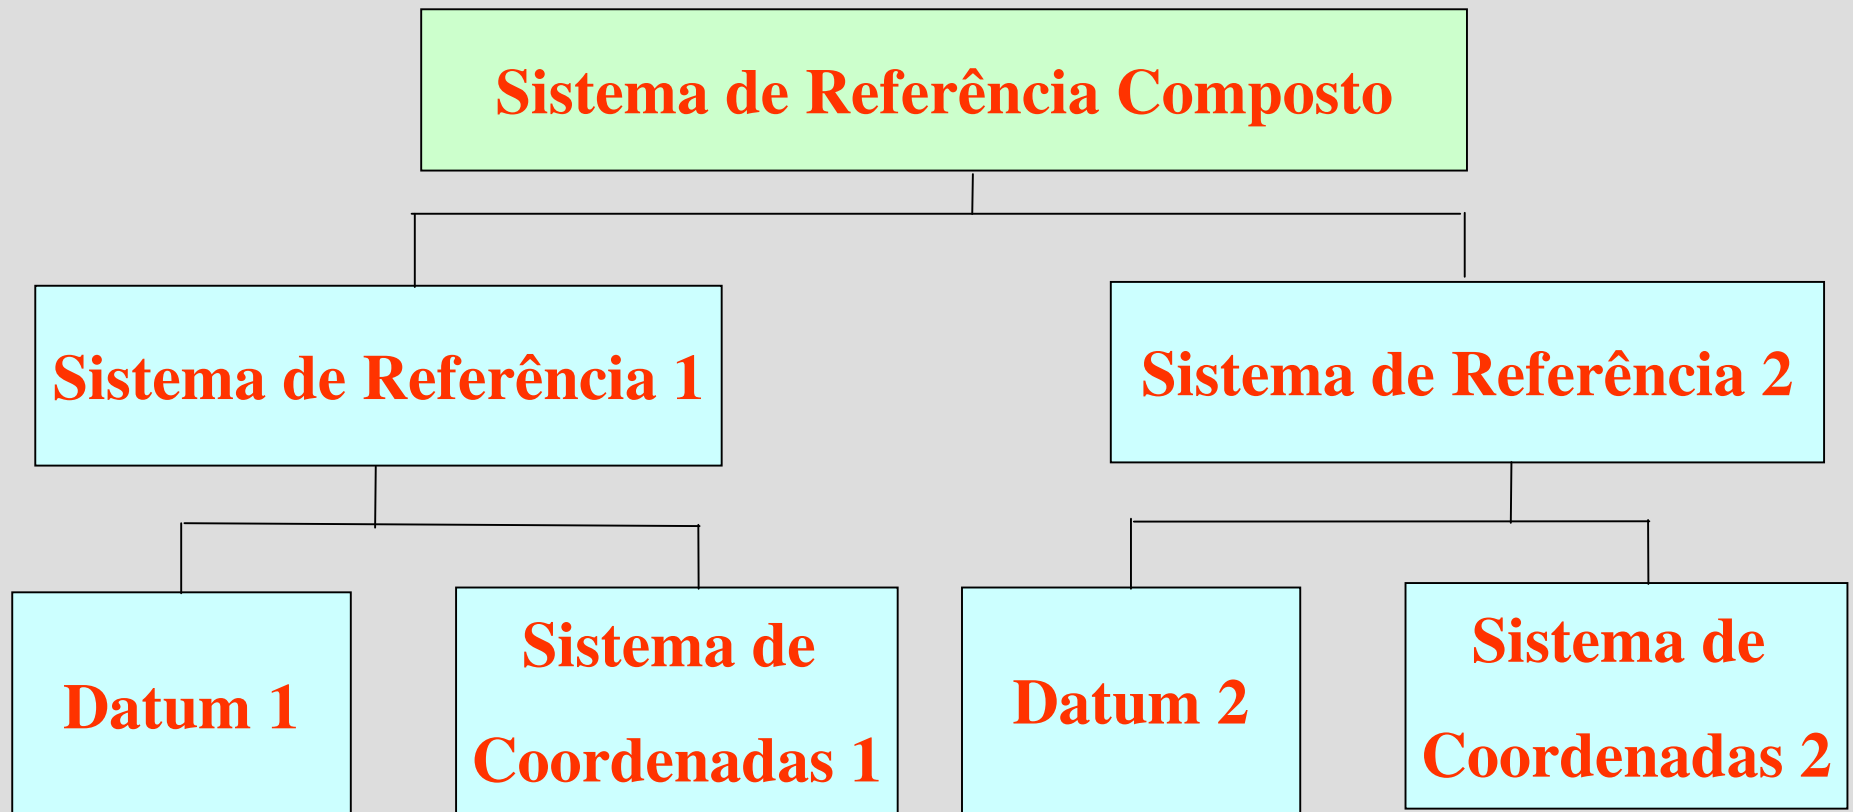 Sistema de Referência Composto
Sistema de Referência 1
Sistema de Referência 2
Datum 1
Sistema de
Coordenadas 1
Datum 2
Sistema de
Coordenadas 2